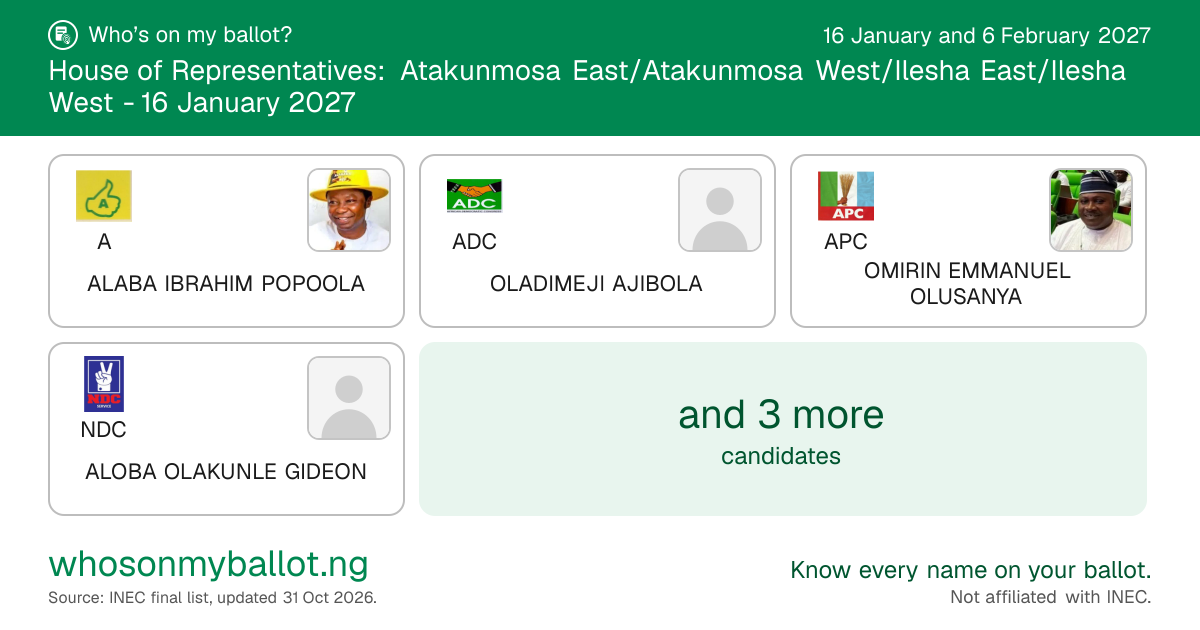 Who's on my ballot?
16 January and 6 February 2027
House of Representatives: Atakunmosa East/Atakunmosa West/Ilesha East/Ilesha
West - 16 January 2027
A
A
ALABA IBRAHIM POPOOLA
ADC
ADC
OLADIMEJI AJIBOLA
APC
APC
OMIRIN EMMANUEL
OLUSANYA
NDC
NDC
ALOBA OLAKUNLE GIDEON
and 3 more
candidates
whosonmyballot.ng
Source: INEC final list, updated 31 Oct 2026.
Know every name on your ballot.
Not affiliated with INEC.